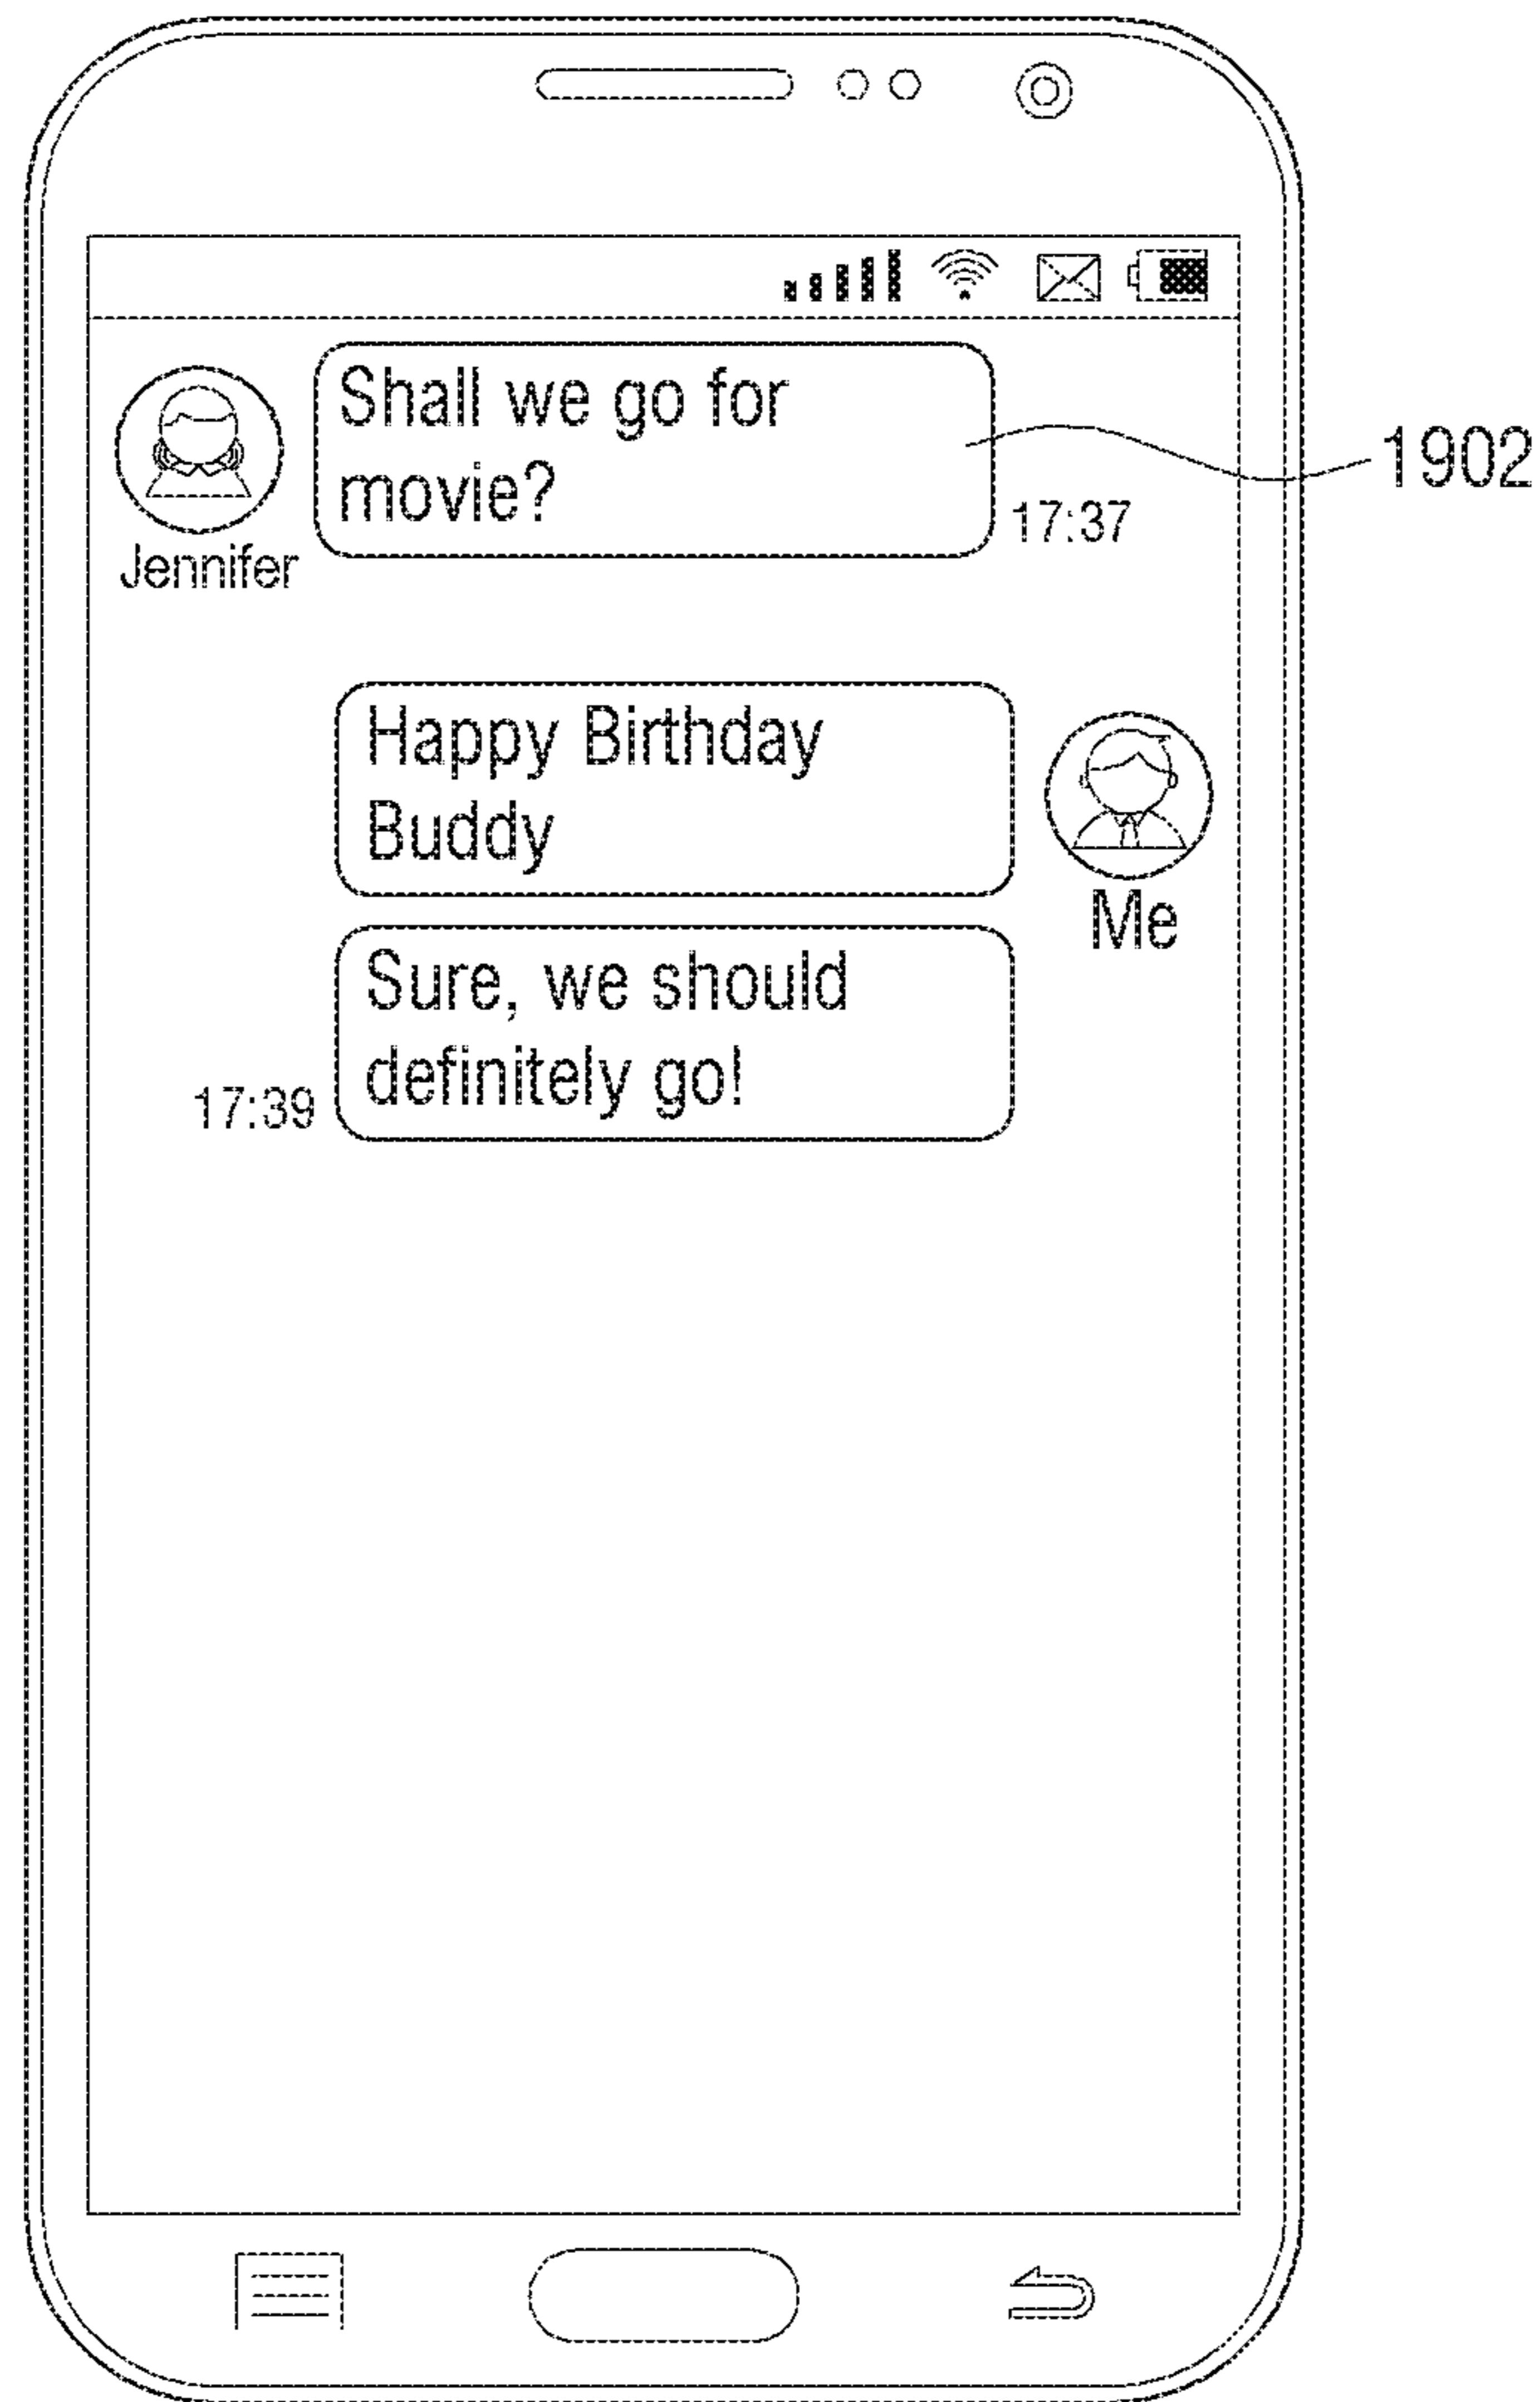 Shall we go for
movie?
1902
17:37
Jennifer
Happy Birthday
Buddy
Me
Sure, we should
definitely go!
17:39